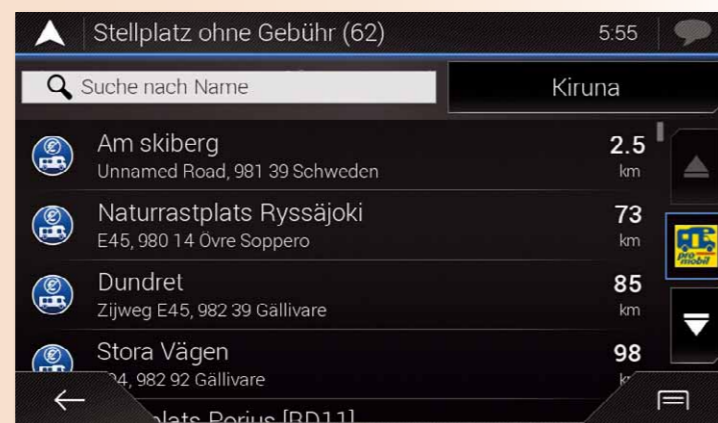 Stellplatz ohne Gebühr (62) 5:55
Suche nach Name Kiruna
Am skiberg 2.5
Unnamed Road, 981 39 Schweden km
Naturrastplats Ryssäjoki 73
E45, 980 14 Övre Soppero km
Dundret 85
Zijweg E45, 982 39 Gällivare km
Stora Vägen 98
982 92 Gällivare
Porjus [BD11]
pro mobil